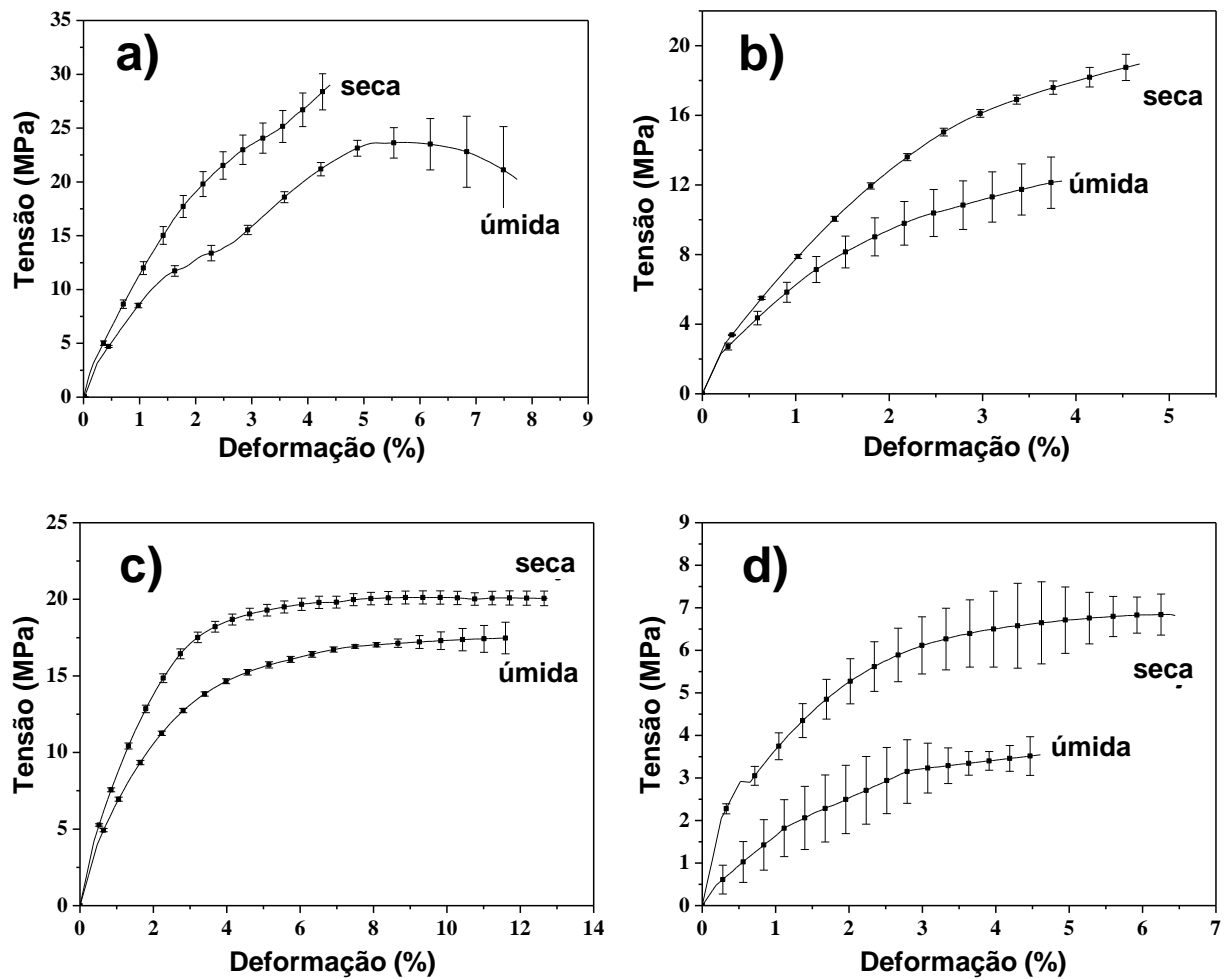 a)
35
30
25
20
15
10
5
0
Tensão (MPa)
seca
úmida
0 1 2 3 4 5 6 7 8 9
Deformação (%)
b)
20
16
12
8
4
0
Tensão (MPa)
seca
úmida
0 1 2 3 4 5
Deformação (%)
c)
25
20
15
10
5
0
Tensão (MPa)
seca
úmida
0 2 4 6 8 10 12 14
Deformação (%)
d)
9
8
7
6
5
4
3
2
1
0
Tensão (MPa)
seca
úmida
0 1 2 3 4 5 6 7
Deformação (%)